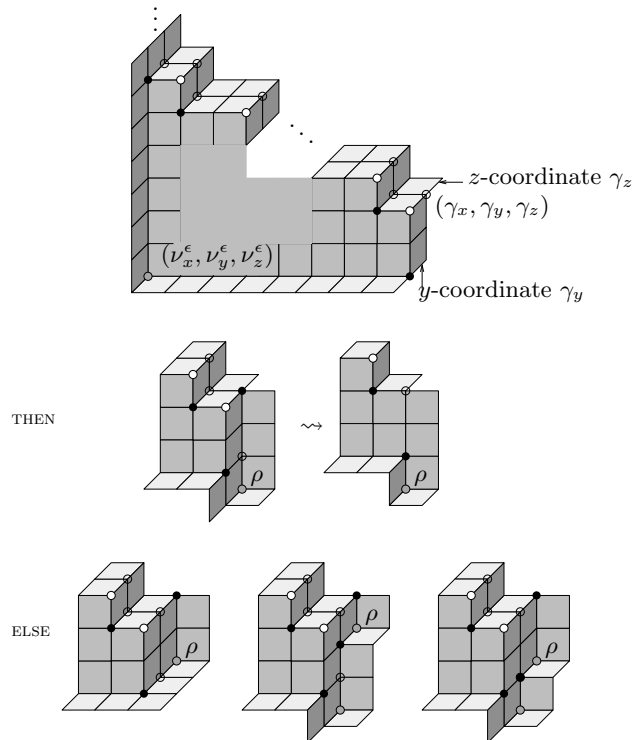 z-coordinate γ_z
(γ_x, γ_y, γ_z)
(ν_x^ϵ, ν_y^ϵ, ν_z^ϵ)
y-coordinate γ_y
THEN
⇝
ρ ρ
ELSE
ρ ρ ρ